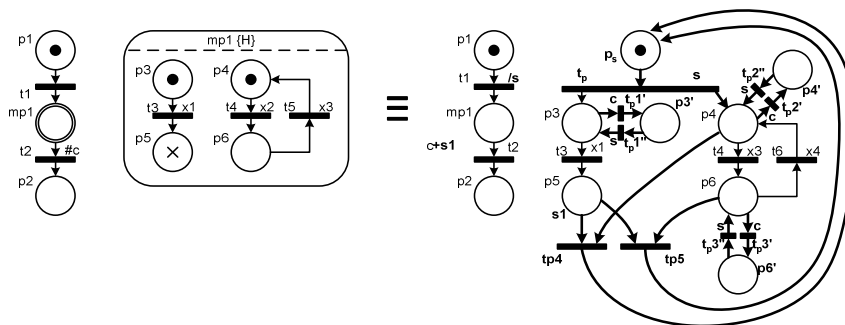 p1
t1
mp1
t2 #c
p2
mp1 {H}
p3
t3 x1
p5
p4
t4 x2
p6
t5 x3
≡
p1
t1 /s
mp1
c+s1
t2
p2
p_s
t_p
s
p3
c t_p1'
p3'
s t_p1''
t3 x1
p5
s1
p4
s t_p2''
p4'
c t_p2'
t4 x3
t6 x4
p6
s c
t_p3'' t_p3'
p6'
tp4
tp5